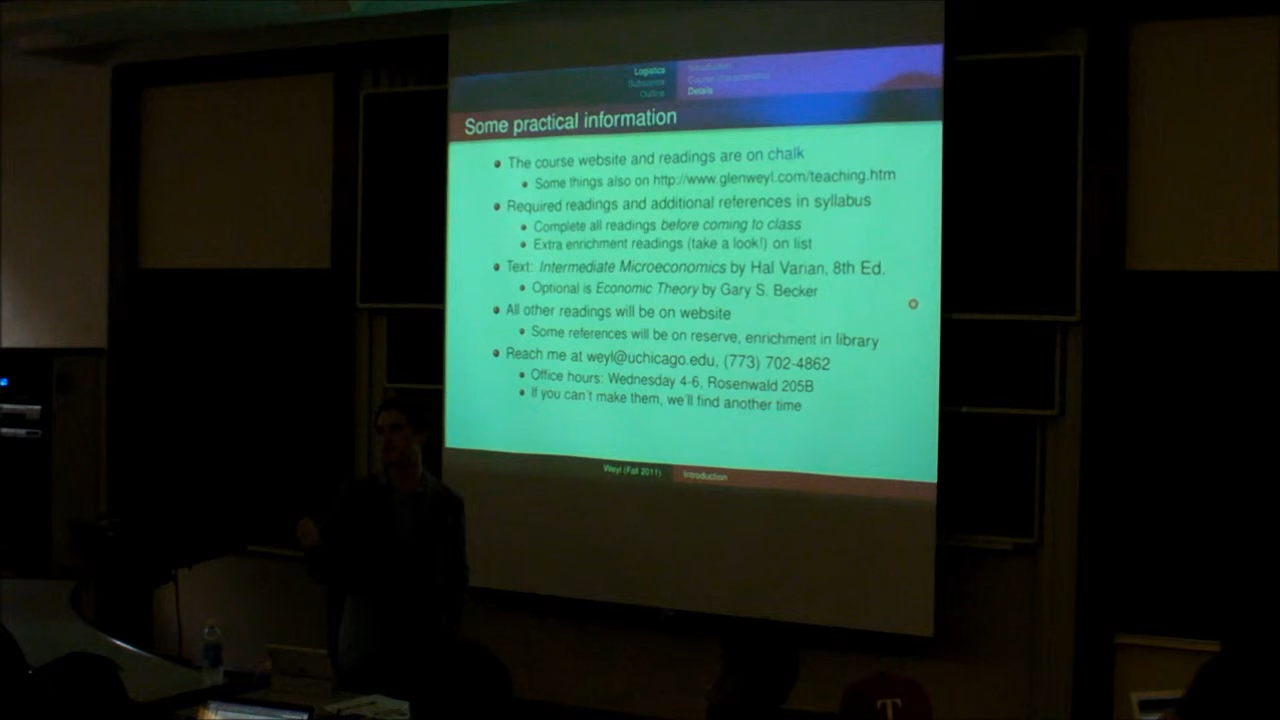 Logistics
Substance
Outline
Introduction
Course characteristics
Details
Some practical information
The course website and readings are on chalk
Some things also on http://www.glenweyl.com/teaching.htm
Required readings and additional references in syllabus
Complete all readings before coming to class
Extra enrichment readings (take a look!) on list
Text: Intermediate Microeconomics by Hal Varian, 8th Ed.
Optional is Economic Theory by Gary S. Becker
All other readings will be on website
Some references will be on reserve, enrichment in library
Reach me at weyl@uchicago.edu, (773) 702-4862
Office hours: Wednesday 4-6, Rosenwald 205B
If you can't make them, we'll find another time
Weyl (Fall 2011)
Introduction
T